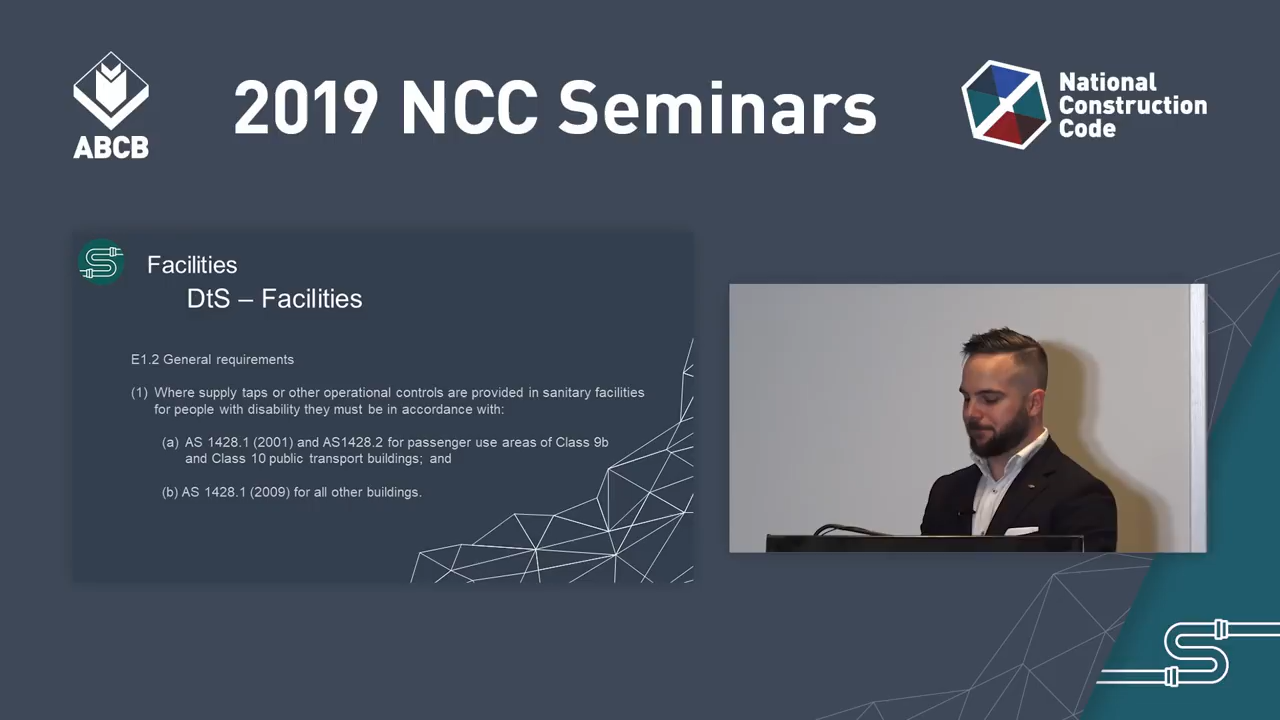 ABCB
2019 NCC Seminars
National
Construction
Code
Facilities
DtS – Facilities
E1.2 General requirements
(1) Where supply taps or other operational controls are provided in sanitary facilities
for people with disability they must be in accordance with:
(a) AS 1428.1 (2001) and AS1428.2 for passenger use areas of Class 9b
and Class 10 public transport buildings; and
(b) AS 1428.1 (2009) for all other buildings.